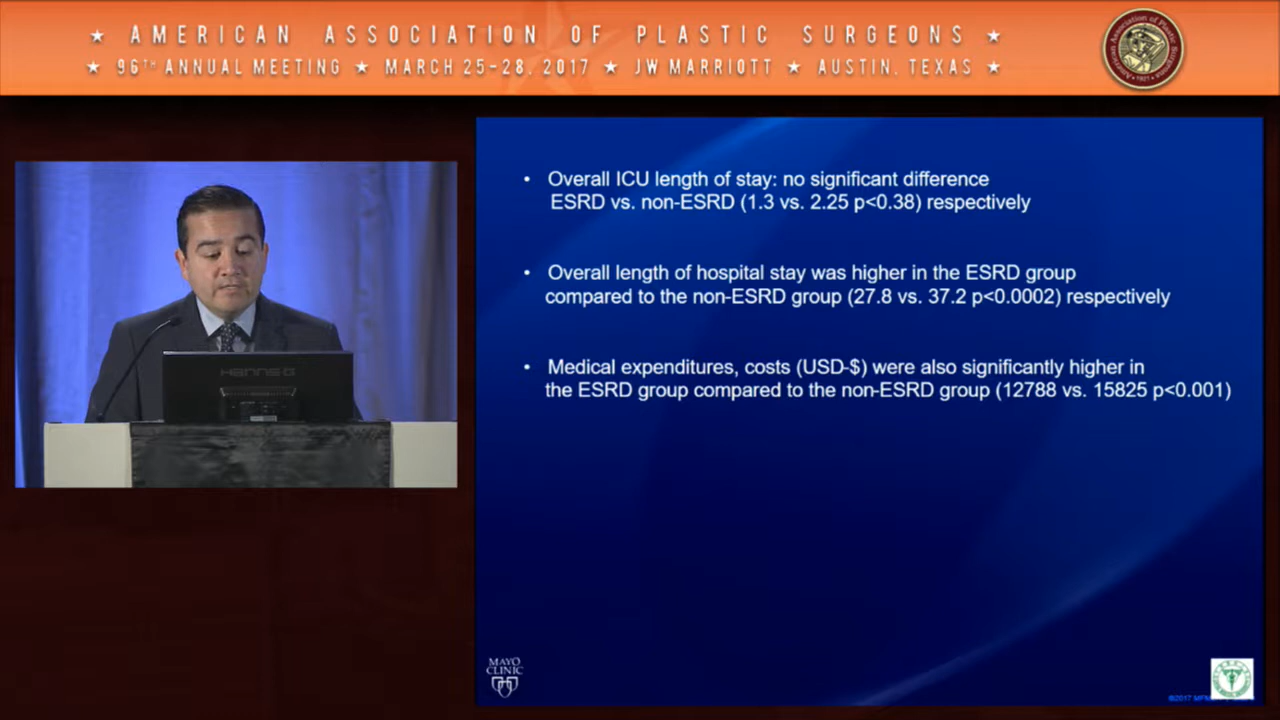 ★ AMERICAN ASSOCIATION OF PLASTIC SURGEONS ★
★ 96TH ANNUAL MEETING ★ MARCH 25-28, 2017 ★ JW MARRIOTT ★ AUSTIN, TEXAS ★
• Overall ICU length of stay: no significant difference
ESRD vs. non-ESRD (1.3 vs. 2.25 p<0.38) respectively
• Overall length of hospital stay was higher in the ESRD group
compared to the non-ESRD group (27.8 vs. 37.2 p<0.0002) respectively
• Medical expenditures, costs (USD-$) were also significantly higher in
the ESRD group compared to the non-ESRD group (12788 vs. 15825 p<0.001)
HANNS-G
MAYO
CLINIC
©2017